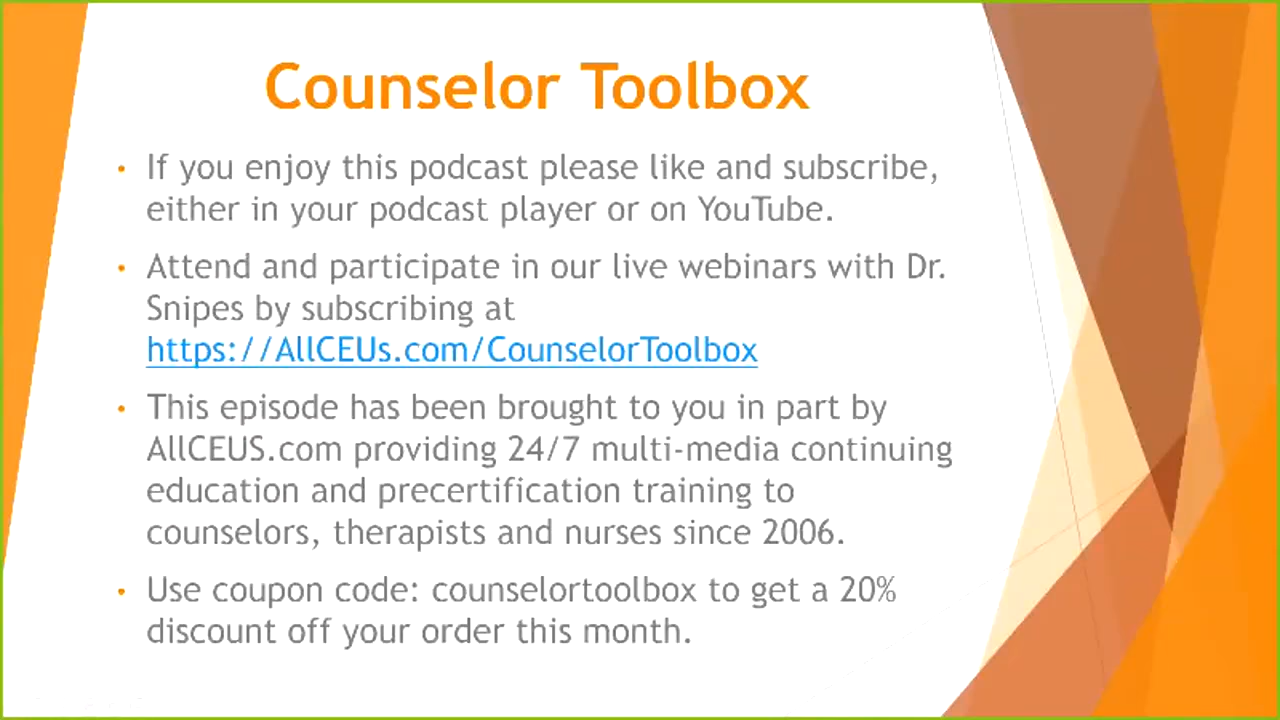 Counselor Toolbox
• If you enjoy this podcast please like and subscribe,
either in your podcast player or on YouTube.
• Attend and participate in our live webinars with Dr.
Snipes by subscribing at
https://AllCEUs.com/CounselorToolbox
• This episode has been brought to you in part by
AllCEUS.com providing 24/7 multi-media continuing
education and precertification training to
counselors, therapists and nurses since 2006.
• Use coupon code: counselortoolbox to get a 20%
discount off your order this month.